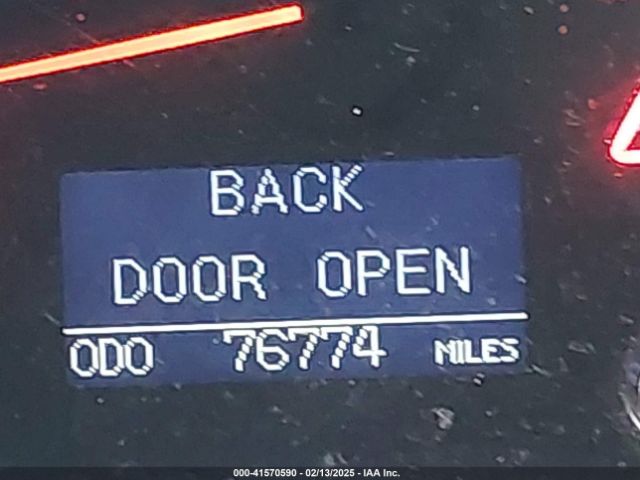 BACK
DOOR OPEN
ODO 76774 MILES
000-41570590 - 02/13/2025 - IAA Inc.